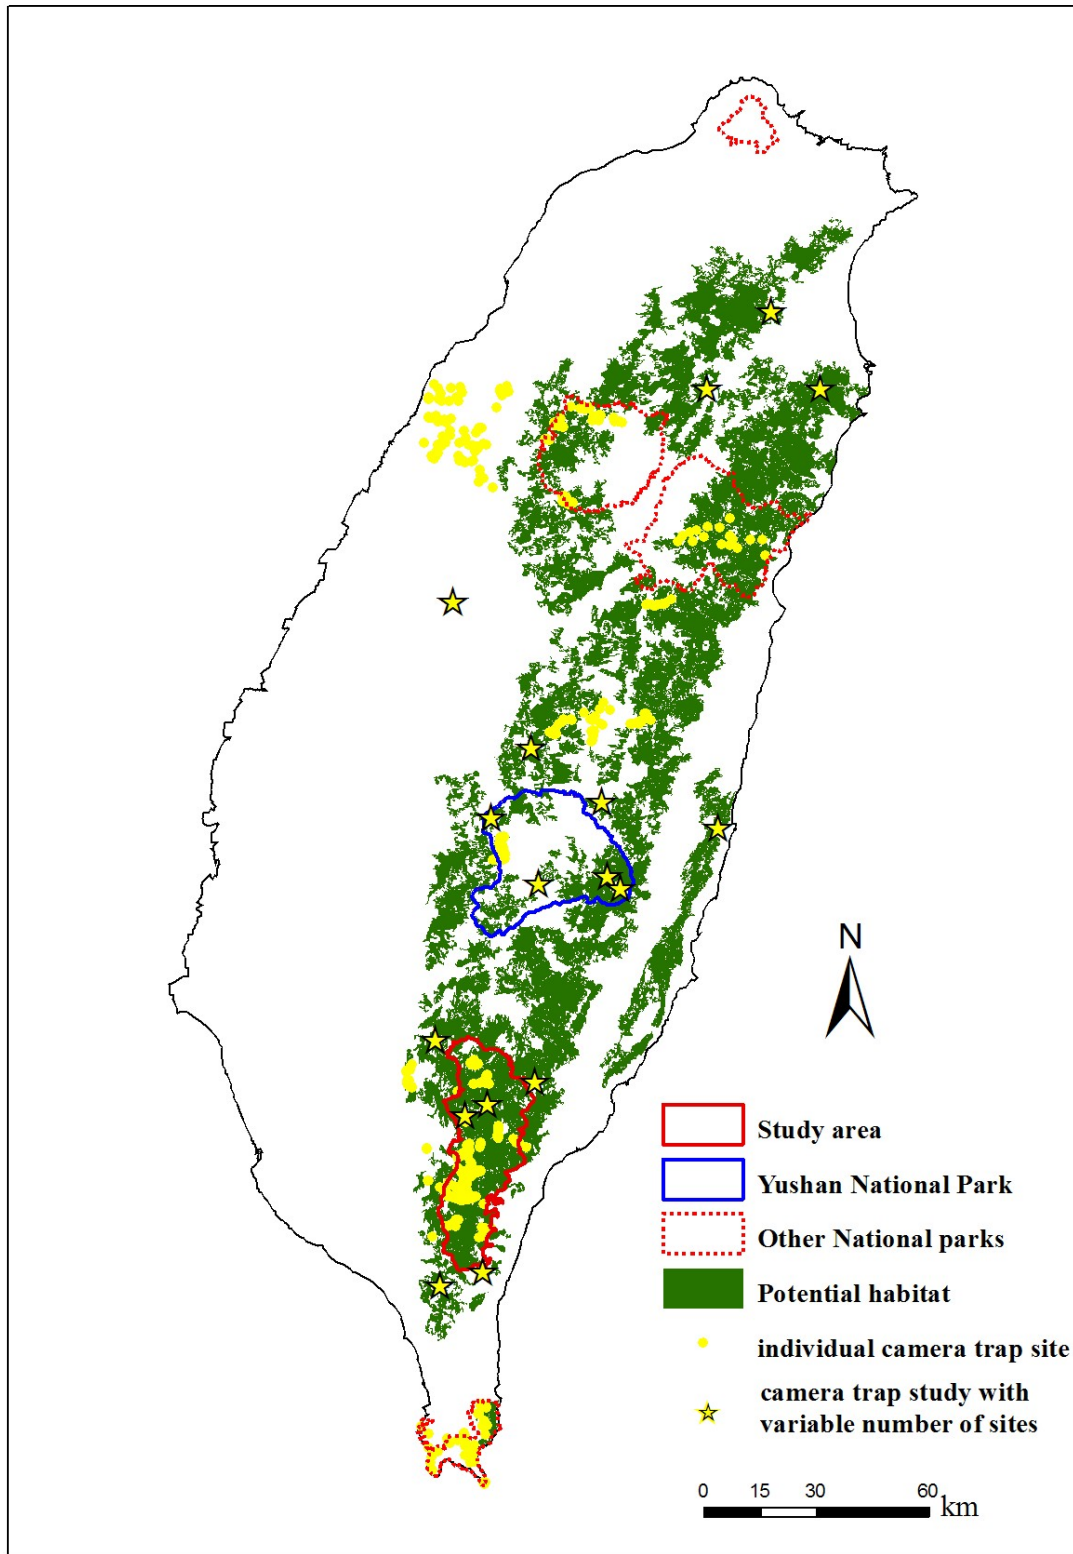 N
Study area
Yushan National Park
Other National parks
Potential habitat
individual camera trap site
camera trap study with
variable number of sites
0 15 30 60
km